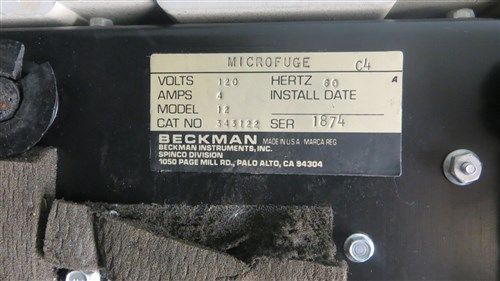 MICROFUGE C4
VOLTS 120 HERTZ 60 A
AMPS 4 INSTALL DATE
MODEL 12
CAT NO 343122 SER 1874
BECKMAN MADE IN U.S.A. MARCA REG
BECKMAN INSTRUMENTS, INC.
SPINCO DIVISION
1050 PAGE MILL RD., PALO ALTO, CA 94304